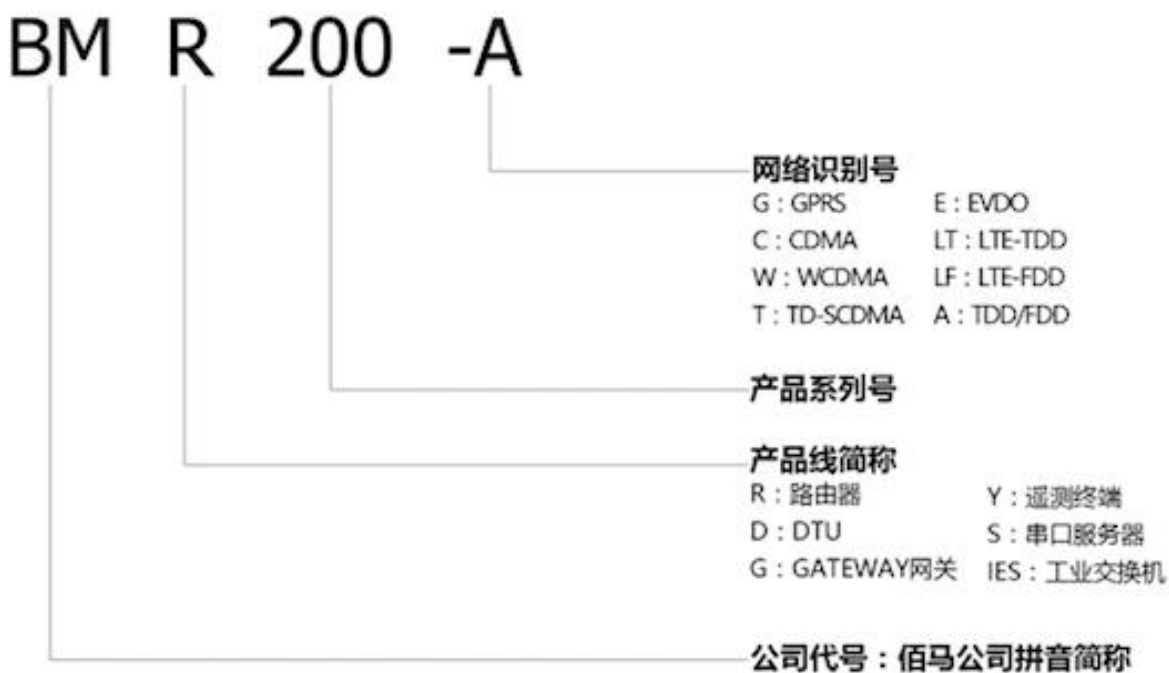 BM R 200 -A
网络识别号
G：GPRS E：EVDO
C：CDMA LT：LTE-TDD
W：WCDMA LF：LTE-FDD
T：TD-SCDMA A：TDD/FDD
产品系列号
产品线简称
R：路由器 Y：遥测终端
D：DTU S：串口服务器
G：GATEWAY网关 IES：工业交换机
公司代号：佰马公司拼音简称